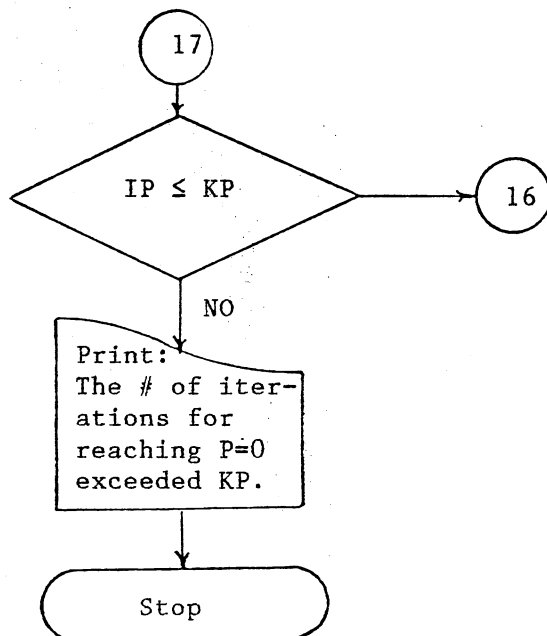 17
IP ≤ KP
16
NO
Print:
The # of iter-
ations for
reaching P=0
exceeded KP.
Stop